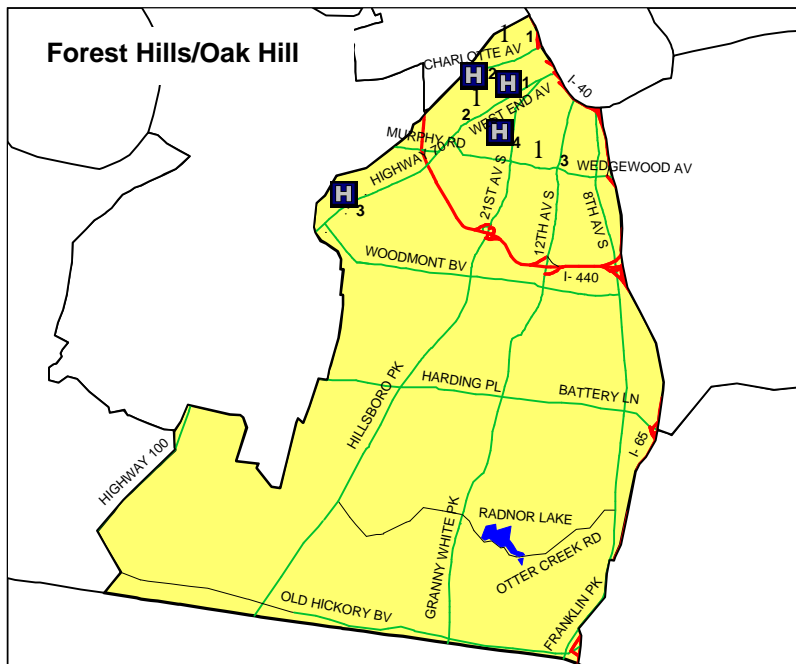 Forest Hills/Oak Hill
1
1
CHARLOTTE AV
I- 40
H
2
H
1
1
WEST END AV
2
H
4
MURPHY RD
HIGHWAY 70
1
3
WEDGEWOOD AV
H
3
21ST AV S
12TH AV S
8TH AV S
WOODMONT BV
I- 440
HARDING PL
BATTERY LN
HILLSBORO PK
I- 65
HIGHWAY 100
RADNOR LAKE
GRANNY WHITE PK
OTTER CREEK RD
OLD HICKORY BV
FRANKLIN PK